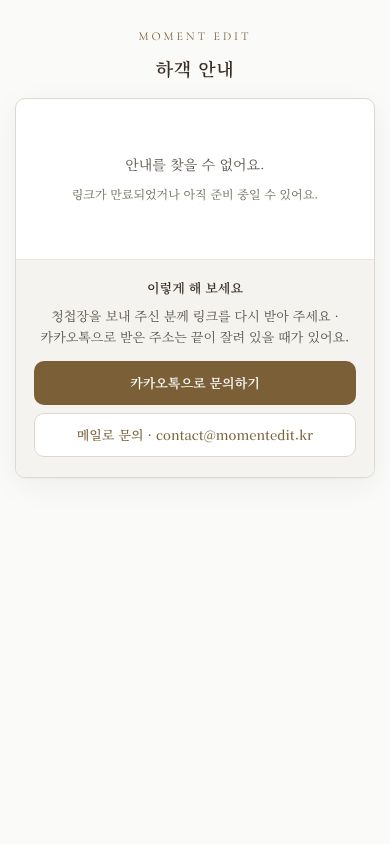 MOMENT EDIT
하객 안내
안내를 찾을 수 없어요.
링크가 만료되었거나 아직 준비 중일 수 있어요.
이렇게 해 보세요
청첩장을 보내 주신 분께 링크를 다시 받아 주세요 ·
카카오톡으로 받은 주소는 끝이 잘려 있을 때가 있어요.
카카오톡으로 문의하기
메일로 문의 · contact@momentedit.kr